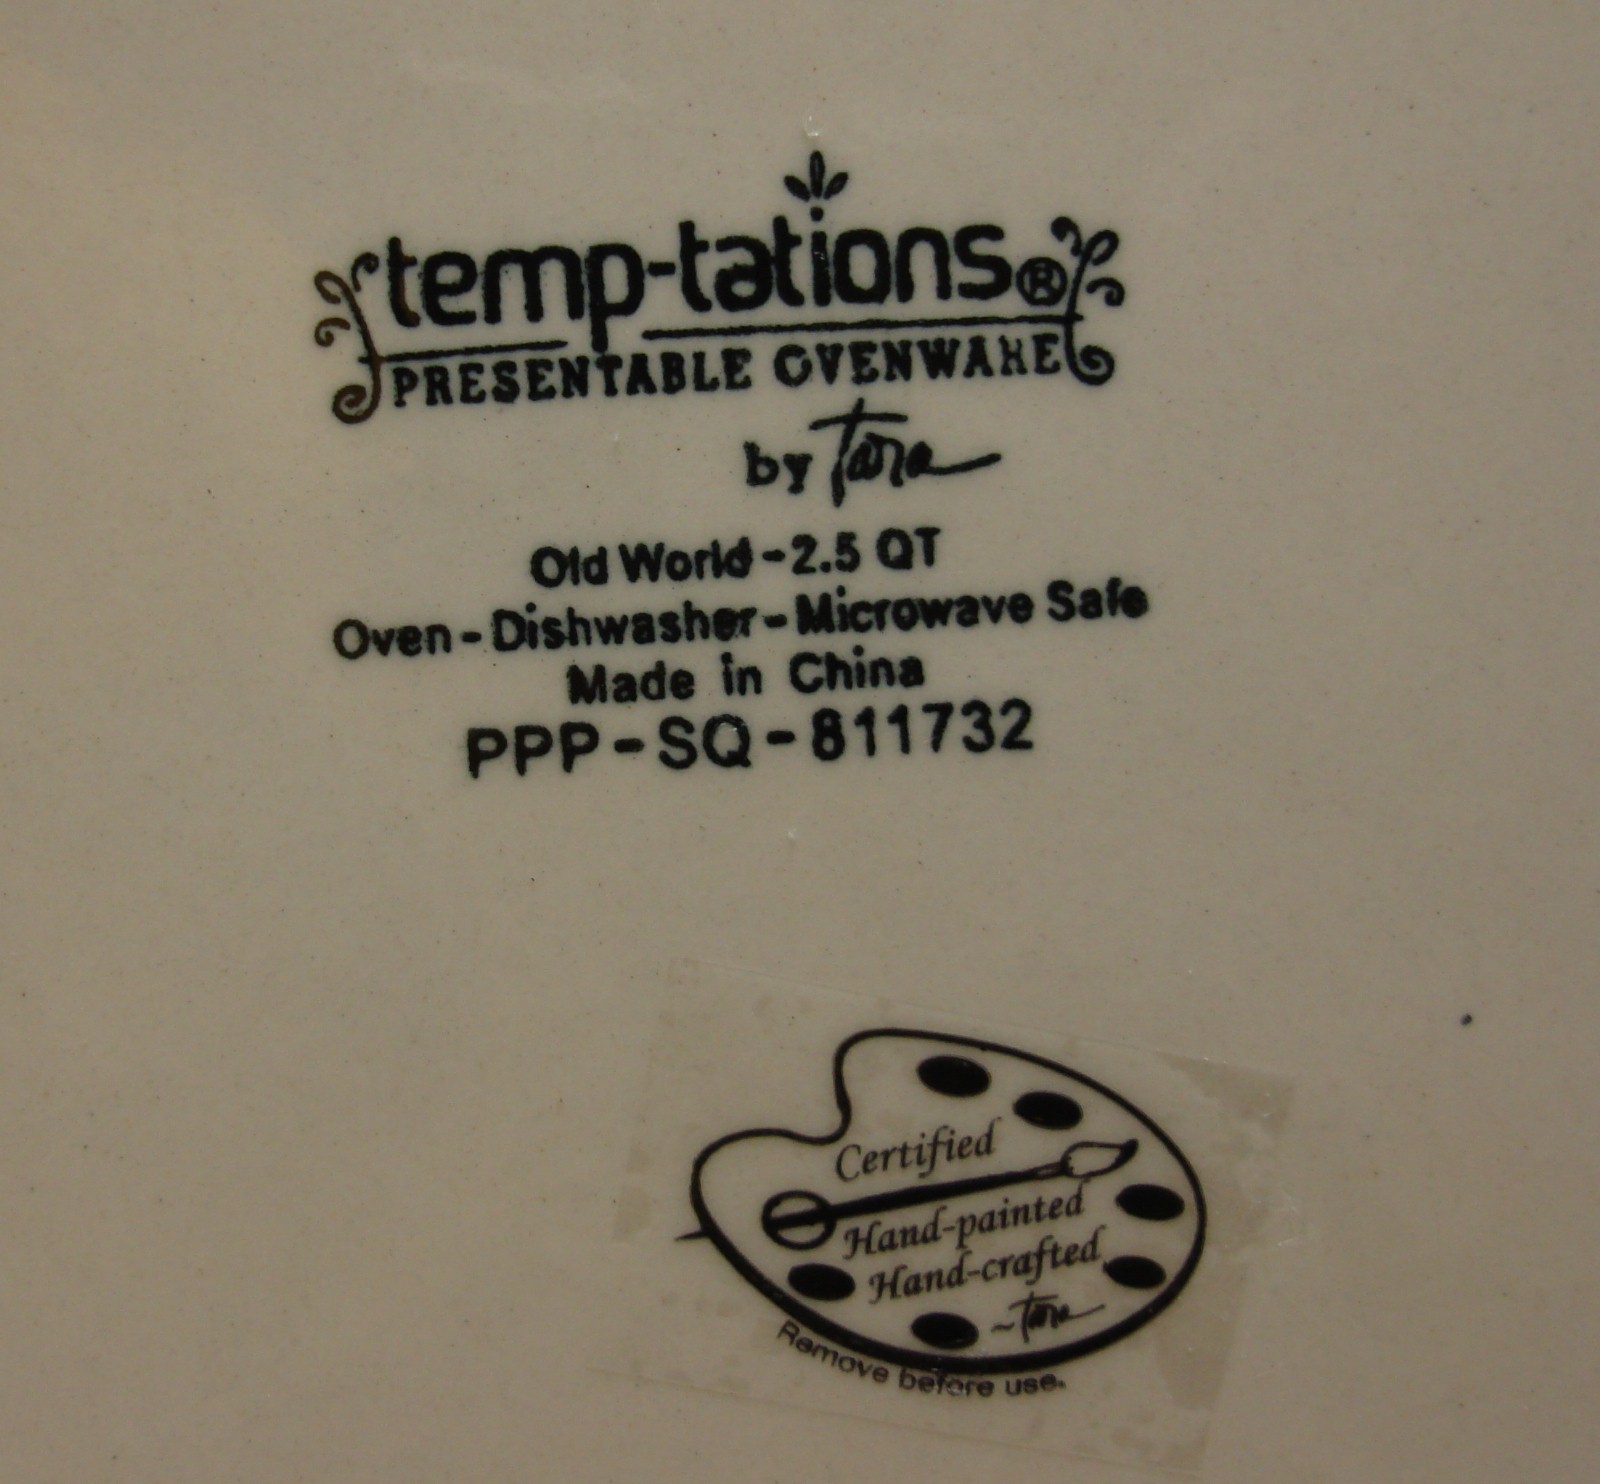 temp-tations®
PRESENTABLE OVENWARE
by Tara
Old World - 2.5 QT
Oven - Dishwasher - Microwave Safe
Made in China
PPP - SQ - 811732
Certified
Hand-painted
Hand-crafted
~Tara
Remove before use.